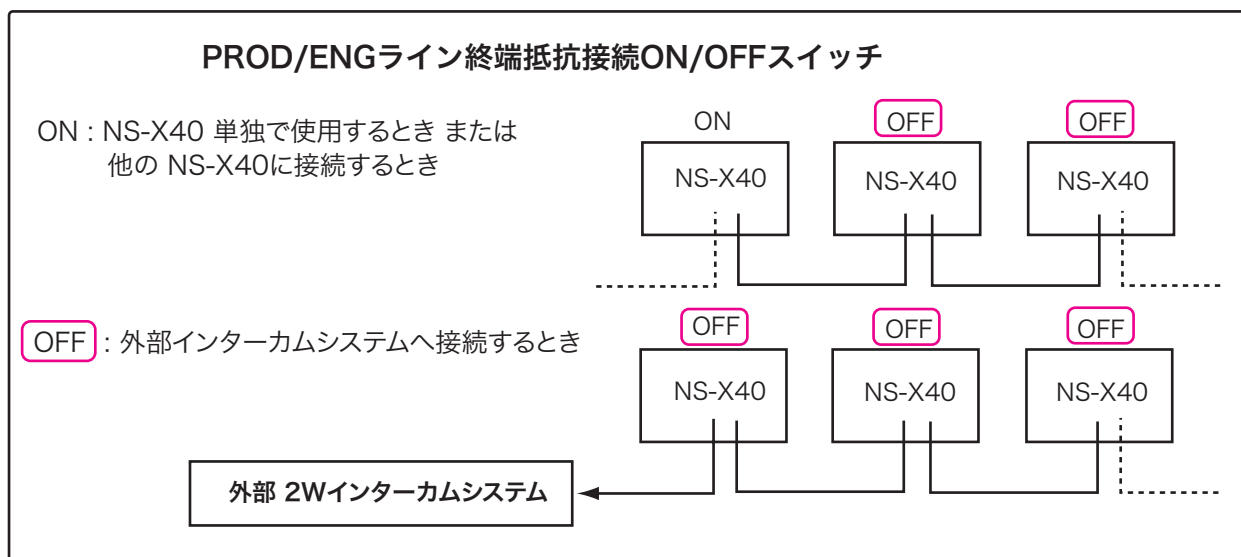 PROD/ENGライン終端抵抗接続ON/OFFスイッチ
ON : NS-X40 単独で使用するとき または
他の NS-X40に接続するとき
ON OFF OFF
NS-X40 NS-X40 NS-X40
OFF : 外部インターカムシステムへ接続するとき
OFF OFF OFF
NS-X40 NS-X40 NS-X40
外部 2Wインターカムシステム